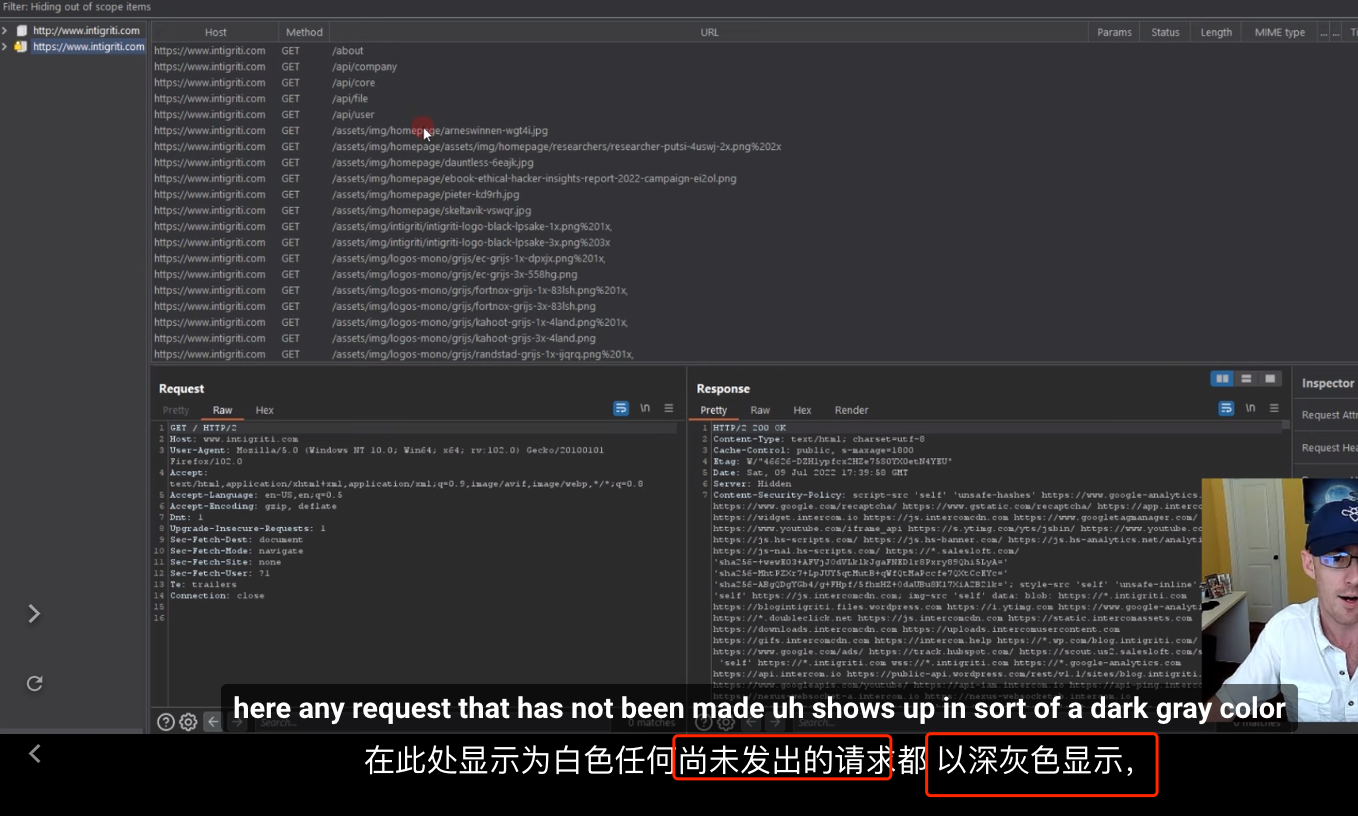 Filter: Hiding out of scope items
http://www.intigriti.com
https://www.intigriti.com
Host Method URL Params Status Length MIME type ... ... Ti
https://www.intigriti.com GET /about
https://www.intigriti.com GET /api/company
https://www.intigriti.com GET /api/core
https://www.intigriti.com GET /api/file
https://www.intigriti.com GET /api/user
https://www.intigriti.com GET /assets/img/homepage/arneswinnen-wgt4i.jpg
https://www.intigriti.com GET /assets/img/homepage/assets/img/homepage/researchers/researcher-putsi-4uswj-2x.png%202x
https://www.intigriti.com GET /assets/img/homepage/dauntless-6eajk.jpg
https://www.intigriti.com GET /assets/img/homepage/ebook-ethical-hacker-insights-report-2022-campaign-ei2ol.png
https://www.intigriti.com GET /assets/img/homepage/pieter-kd9rh.jpg
https://www.intigriti.com GET /assets/img/homepage/skeltavik-vswqr.jpg
https://www.intigriti.com GET /assets/img/intigriti/intigriti-logo-black-lpsake-1x.png%201x,
https://www.intigriti.com GET /assets/img/intigriti/intigriti-logo-black-lpsake-3x.png%203x
https://www.intigriti.com GET /assets/img/logos-mono/grijs/ec-grijs-1x-dpxjx.png%201x,
https://www.intigriti.com GET /assets/img/logos-mono/grijs/ec-grijs-3x-558hg.png
https://www.intigriti.com GET /assets/img/logos-mono/grijs/fortnox-grijs-1x-83lsh.png%201x,
https://www.intigriti.com GET /assets/img/logos-mono/grijs/fortnox-grijs-3x-83lsh.png
https://www.intigriti.com GET /assets/img/logos-mono/grijs/kahoot-grijs-1x-4land.png%201x,
https://www.intigriti.com GET /assets/img/logos-mono/grijs/kahoot-grijs-3x-4land.png
https://www.intigriti.com GET /assets/img/logos-mono/grijs/randstad-grijs-1x-ijqrq.png%201x,
Request
Pretty Raw Hex \n
1 GET / HTTP/2
2 Host: www.intigriti.com
3 User-Agent: Mozilla/5.0 (Windows NT 10.0; Win64; x64; rv:102.0) Gecko/20100101
Firefox/102.0
4 Accept:
text/html,application/xhtml+xml,application/xml;q=0.9,image/avif,image/webp,*/*;q=0.8
5 Accept-Language: en-US,en;q=0.5
6 Accept-Encoding: gzip, deflate
7 Dnt: 1
8 Upgrade-Insecure-Requests: 1
9 Sec-Fetch-Dest: document
10 Sec-Fetch-Mode: navigate
11 Sec-Fetch-Site: none
12 Sec-Fetch-User: ?1
13 Te: trailers
14 Connection: close
15
16
Search... 0 matches
Response
Pretty Raw Hex Render \n
1 HTTP/2 200 OK
2 Content-Type: text/html; charset=utf-8
3 Cache-Control: public, s-maxage=1800
4 Etag: W/"46626-DZHlypfcx2HZe75S0YX0etN4YEU"
5 Date: Sat, 09 Jul 2022 17:39:58 GMT
6 Server: Hidden
7 Content-Security-Policy: script-src 'self' 'unsafe-hashes' https://www.google-analytics.
https://www.google.com/recaptcha/ https://www.gstatic.com/recaptcha/ https://app.interc
https://widget.intercom.io https://js.intercomcdn.com https://www.googletagmanager.com/
https://www.youtube.com/iframe_api https://s.ytimg.com/yts/jsbin/ https://www.youtube.c
https://js.hs-scripts.com/ https://js.hs-banner.com/ https://js.hs-analytics.net/analyt
https://js-na1.hs-scripts.com/ https://*.salesloft.com/
style-src 'self' 'unsafe-inline'
'self' https://js.intercomcdn.com; img-src 'self' data: blob: https://*.intigriti.com
https://blogintigriti.files.wordpress.com https://i.ytimg.com https://www.google-analyt
https://*.doubleclick.net https://js.intercomcdn.com https://static.intercomassets.com
https://downloads.intercomcdn.com https://uploads.intercomusercontent.com
https://gifs.intercomcdn.com https://intercom.help https://*.wp.com/blog.intigriti.com/
https://www.google.com/ads/ https://track.hubspot.com/ https://scout.us2.salesloft.com/s
'self' https://*.intigriti.com wss://*.intigriti.com https://*.google-analytics.com
https://api.intercom.io https://public-api.wordpress.com/rest/v1.1/sites/blog.intigriti
https://www.googleapis.com/youtube/ https://api-iam.intercom.io https://api-ping.interc
Search... 0 matches
Inspector
Request Attri
Request Hea
here any request that has not been made uh shows up in sort of a dark gray color
在此处显示为白色任何尚未发出的请求都 以深灰色显示，